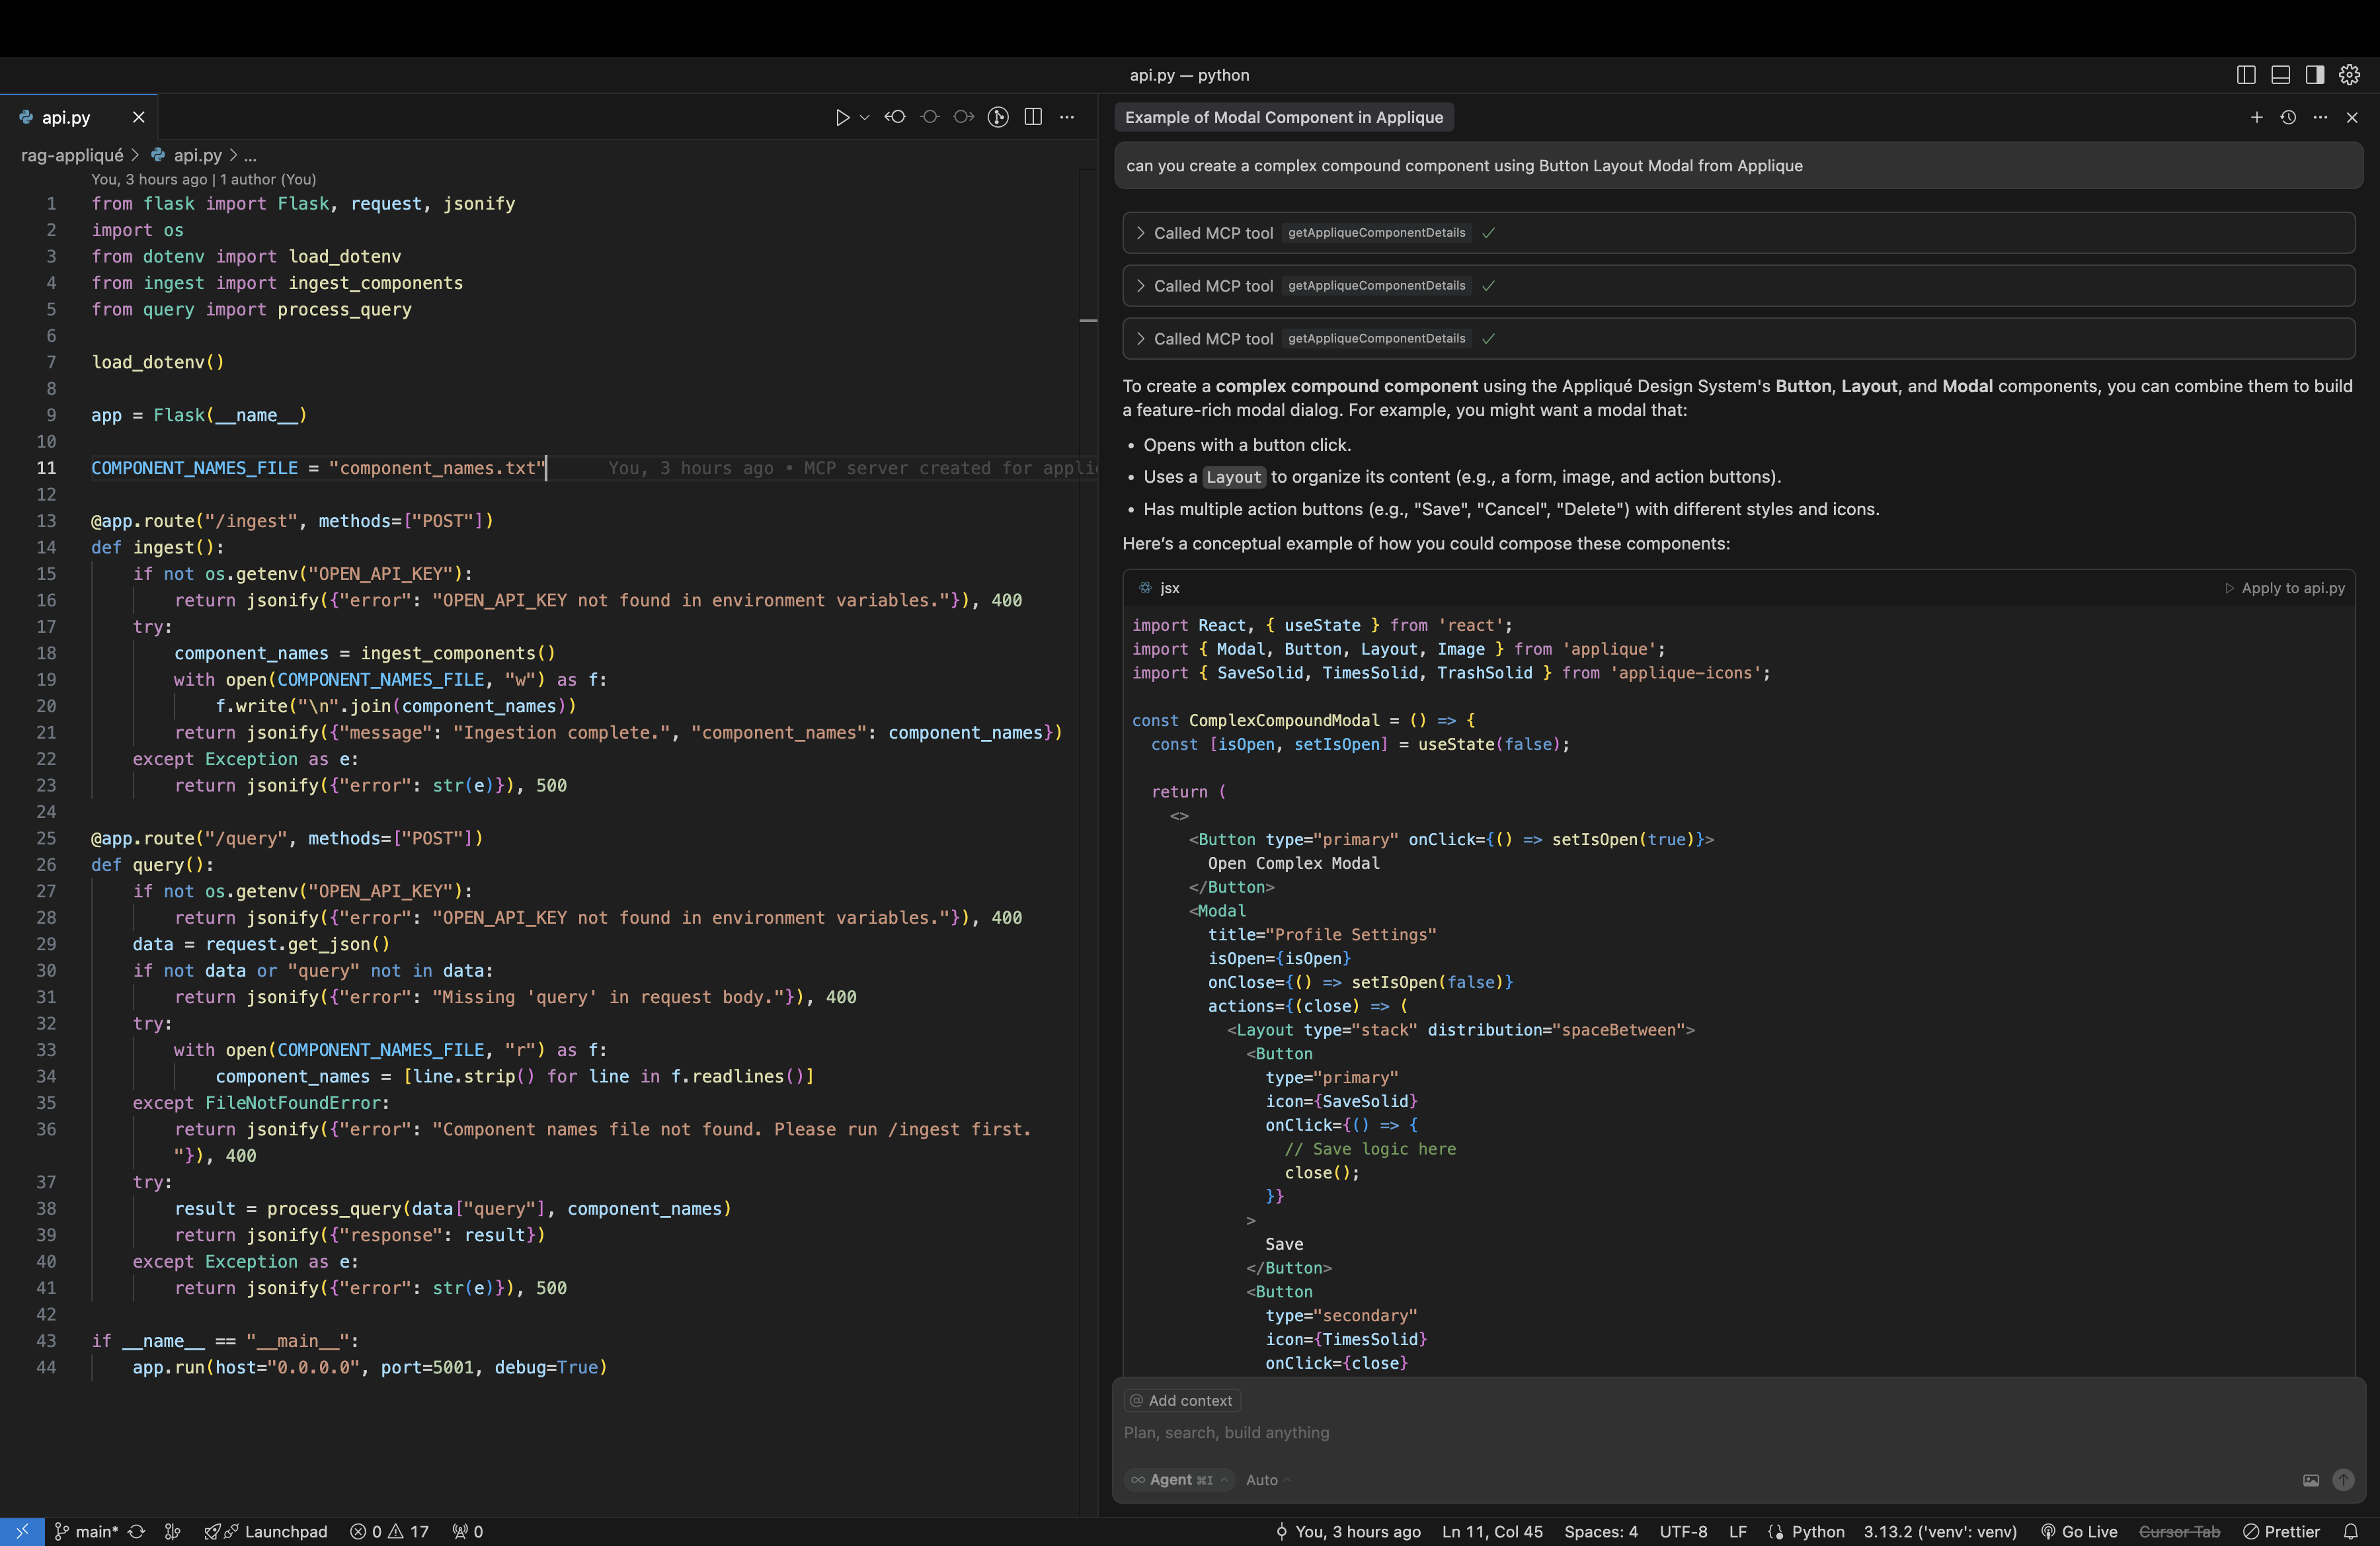 api.py — python
api.py
rag-appliqué > api.py > ...
You, 3 hours ago | 1 author (You)
1 from flask import Flask, request, jsonify
2 import os
3 from dotenv import load_dotenv
4 from ingest import ingest_components
5 from query import process_query
6
7 load_dotenv()
8
9 app = Flask(__name__)
10
11 COMPONENT_NAMES_FILE = "component_names.txt" You, 3 hours ago • MCP server created for appli
12
13 @app.route("/ingest", methods=["POST"])
14 def ingest():
15     if not os.getenv("OPEN_API_KEY"):
16         return jsonify({"error": "OPEN_API_KEY not found in environment variables."}), 400
17     try:
18         component_names = ingest_components()
19         with open(COMPONENT_NAMES_FILE, "w") as f:
20             f.write("\n".join(component_names))
21         return jsonify({"message": "Ingestion complete.", "component_names": component_names})
22     except Exception as e:
23         return jsonify({"error": str(e)}), 500
24
25 @app.route("/query", methods=["POST"])
26 def query():
27     if not os.getenv("OPEN_API_KEY"):
28         return jsonify({"error": "OPEN_API_KEY not found in environment variables."}), 400
29     data = request.get_json()
30     if not data or "query" not in data:
31         return jsonify({"error": "Missing 'query' in request body."}), 400
32     try:
33         with open(COMPONENT_NAMES_FILE, "r") as f:
34             component_names = [line.strip() for line in f.readlines()]
35     except FileNotFoundError:
36         return jsonify({"error": "Component names file not found. Please run /ingest first.
        "}), 400
37     try:
38         result = process_query(data["query"], component_names)
39         return jsonify({"response": result})
40     except Exception as e:
41         return jsonify({"error": str(e)}), 500
42
43 if __name__ == "__main__":
44     app.run(host="0.0.0.0", port=5001, debug=True)
Example of Modal Component in Applique
can you create a complex compound component using Button Layout Modal from Applique
Called MCP tool getAppliqueComponentDetails
Called MCP tool getAppliqueComponentDetails
Called MCP tool getAppliqueComponentDetails
To create a complex compound component using the Appliqué Design System's Button, Layout, and Modal components, you can combine them to build
a feature-rich modal dialog. For example, you might want a modal that:
• Opens with a button click.
• Uses a Layout to organize its content (e.g., a form, image, and action buttons).
• Has multiple action buttons (e.g., "Save", "Cancel", "Delete") with different styles and icons.
Here's a conceptual example of how you could compose these components:
jsx Apply to api.py
import React, { useState } from 'react';
import { Modal, Button, Layout, Image } from 'applique';
import { SaveSolid, TimesSolid, TrashSolid } from 'applique-icons';
const ComplexCompoundModal = () => {
  const [isOpen, setIsOpen] = useState(false);
  return (
    <>
      <Button type="primary" onClick={() => setIsOpen(true)}>
        Open Complex Modal
      </Button>
      <Modal
        title="Profile Settings"
        isOpen={isOpen}
        onClose={() => setIsOpen(false)}
        actions={(close) => (
          <Layout type="stack" distribution="spaceBetween">
            <Button
              type="primary"
              icon={SaveSolid}
              onClick={() => {
                // Save logic here
                close();
              }}
            >
              Save
            </Button>
            <Button
              type="secondary"
              icon={TimesSolid}
              onClick={close}
@ Add context
Plan, search, build anything
Agent ⌘I Auto
main* Launchpad 0 17 0 You, 3 hours ago Ln 11, Col 45 Spaces: 4 UTF-8 LF Python 3.13.2 ('venv': venv) Go Live Cursor Tab Prettier